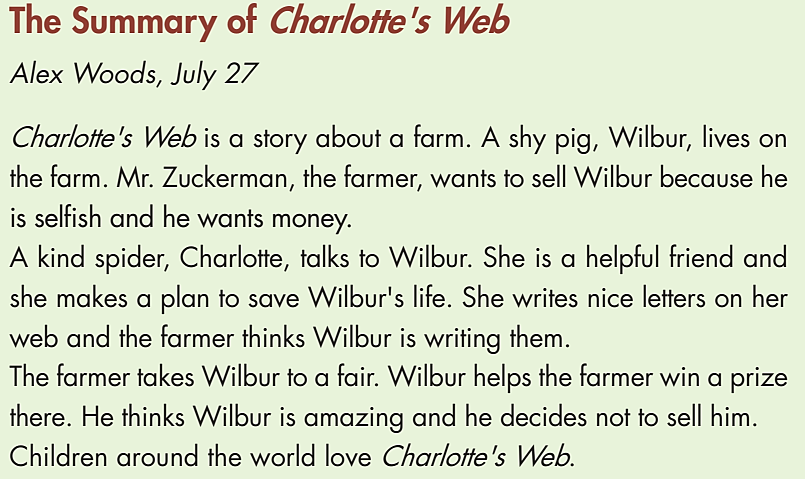 The Summary of Charlotte's Web
Alex Woods, July 27
Charlotte's Web is a story about a farm. A shy pig, Wilbur, lives on
the farm. Mr. Zuckerman, the farmer, wants to sell Wilbur because he
is selfish and he wants money.
A kind spider, Charlotte, talks to Wilbur. She is a helpful friend and
she makes a plan to save Wilbur's life. She writes nice letters on her
web and the farmer thinks Wilbur is writing them.
The farmer takes Wilbur to a fair. Wilbur helps the farmer win a prize
there. He thinks Wilbur is amazing and he decides not to sell him.
Children around the world love Charlotte's Web.